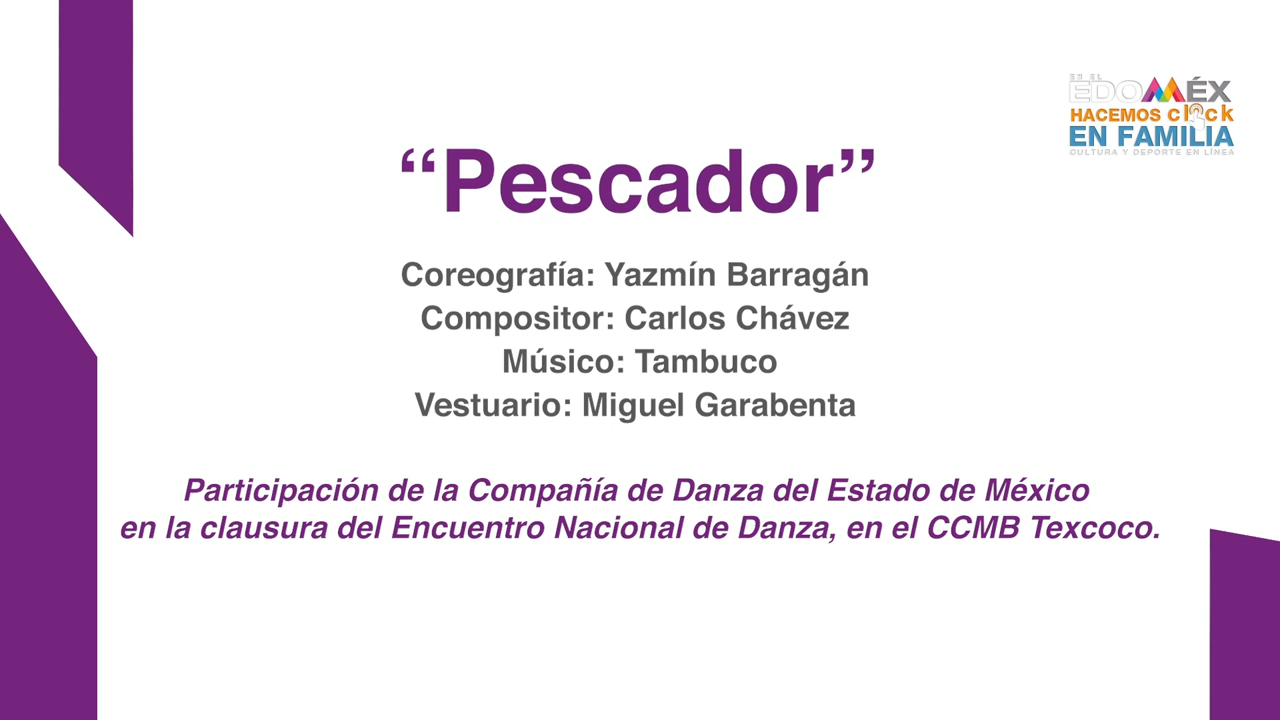 EN EL
EDOMÉX
HACEMOS click
EN FAMILIA
CULTURA Y DEPORTE EN LÍNEA
“Pescador”
Coreografía: Yazmín Barragán
Compositor: Carlos Chávez
Músico: Tambuco
Vestuario: Miguel Garabenta
Participación de la Compañía de Danza del Estado de México
en la clausura del Encuentro Nacional de Danza, en el CCMB Texcoco.